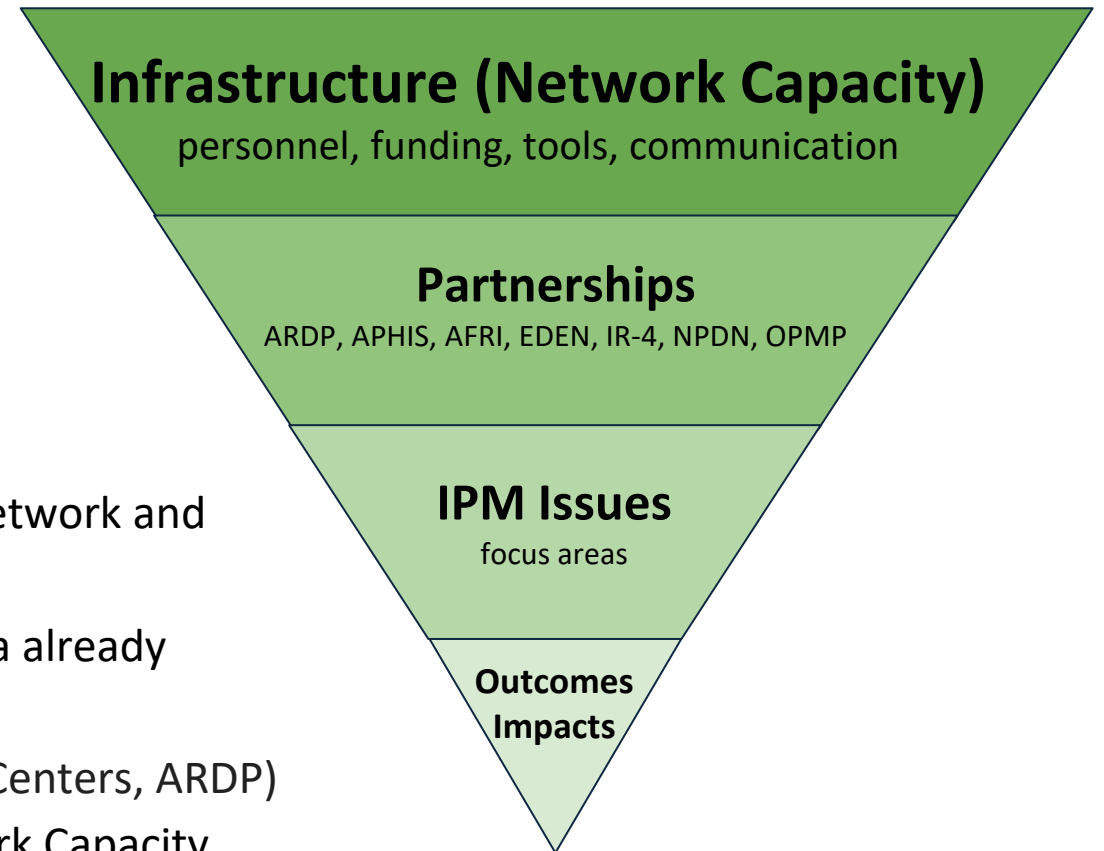 Infrastructure (Network Capacity)
personnel, funding, tools, communication
Partnerships
ARDP, APHIS, AFRI, EDEN, IR-4, NPDN, OPMP
IPM Issues
focus areas
Outcomes
Impacts
and
already
Centers, ARDP)
Capacity